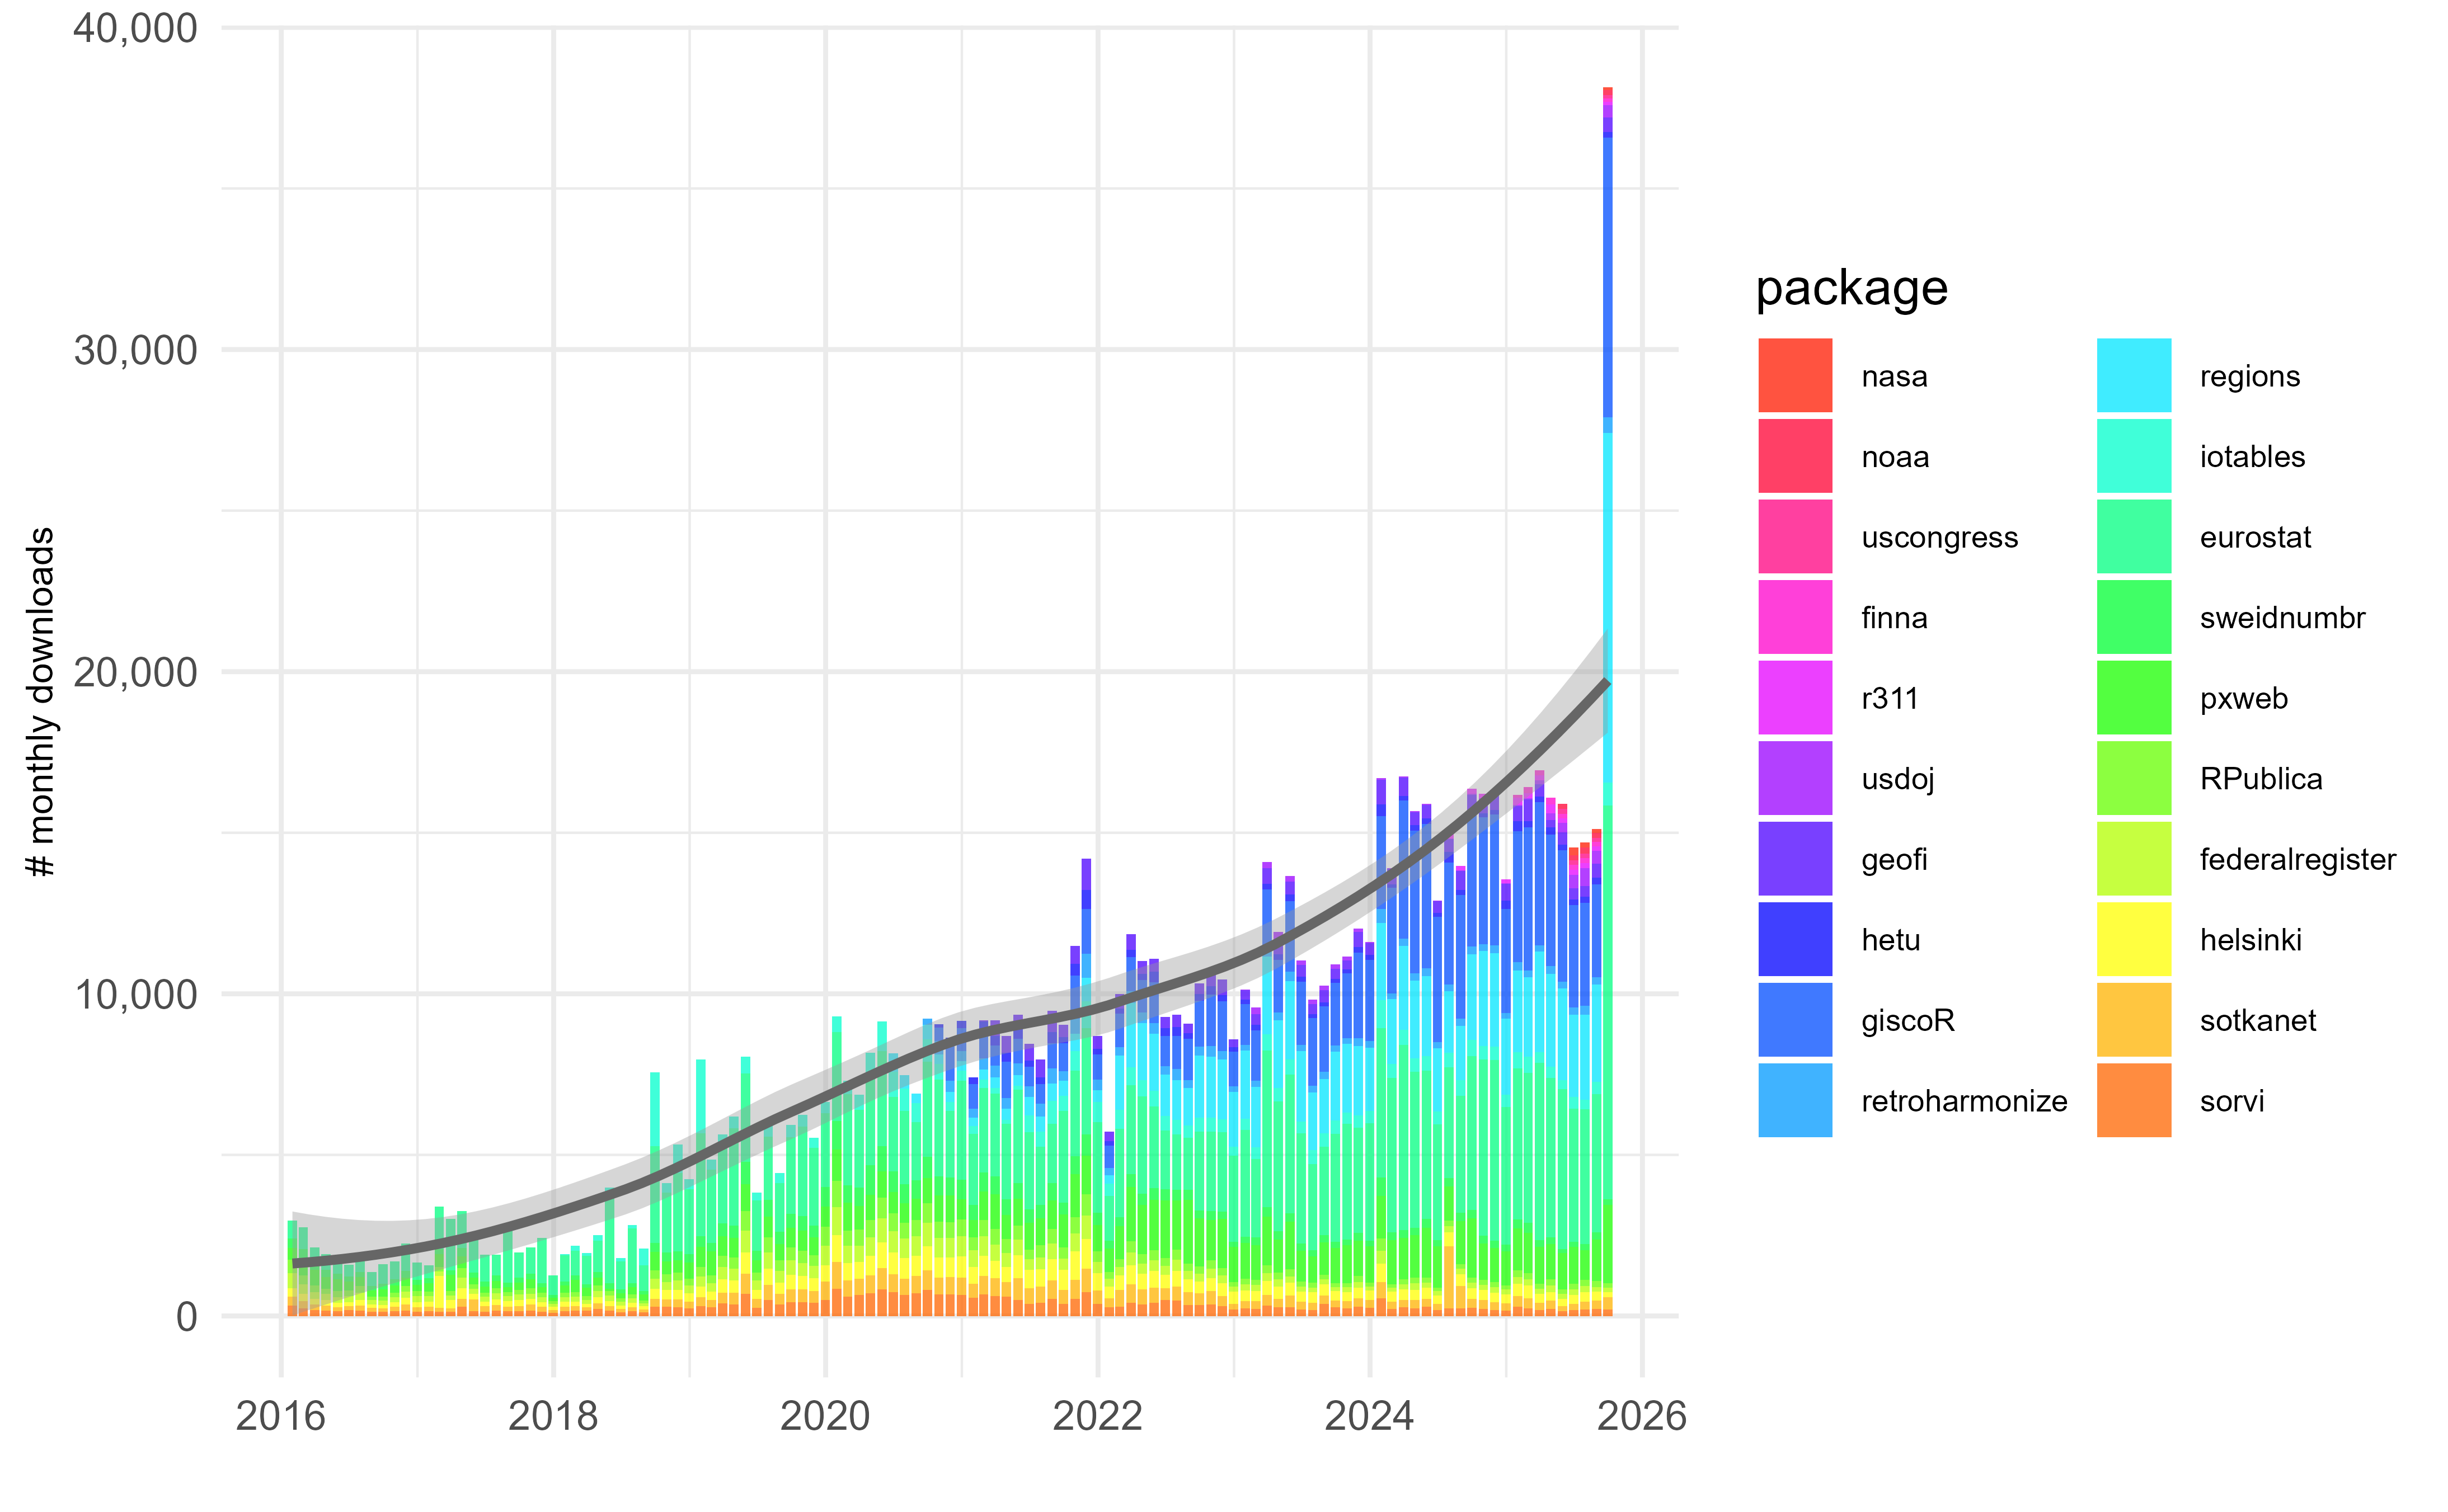 40,000
30,000
20,000
10,000
0
# monthly downloads
2016
2018
2020
2022
2024
2026
package
nasa
noaa
uscongress
finna
r311
usdoj
geofi
hetu
giscoR
retroharmonize
regions
iotables
eurostat
sweidnumbr
pxweb
RPublica
federalregister
helsinki
sotkanet
sorvi